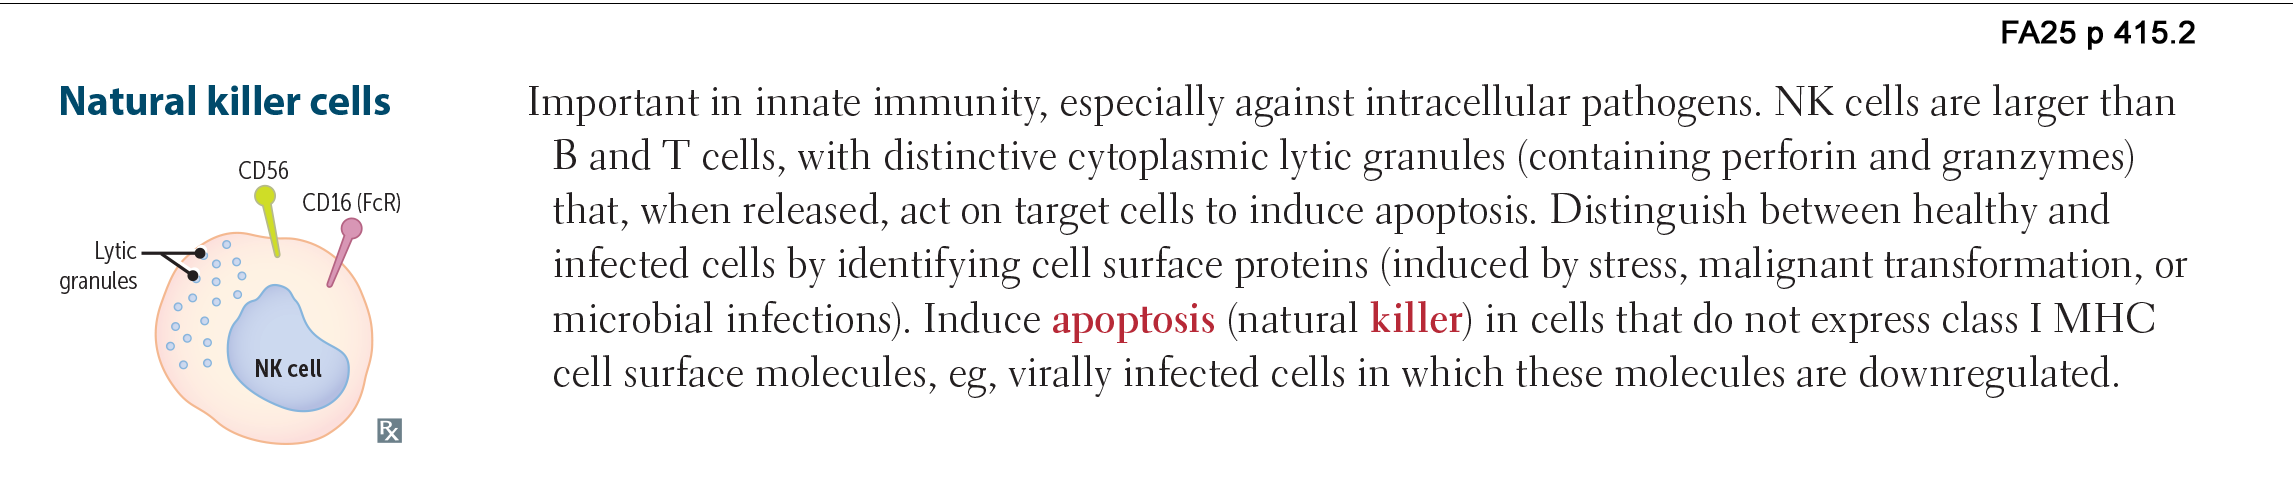 FA25 p 415.2
Natural killer cells
CD56
CD16 (FcR)
Lytic
granules
NK cell
Rx
Important in innate immunity, especially against intracellular pathogens. NK cells are larger than
B and T cells, with distinctive cytoplasmic lytic granules (containing perforin and granzymes)
that, when released, act on target cells to induce apoptosis. Distinguish between healthy and
infected cells by identifying cell surface proteins (induced by stress, malignant transformation, or
microbial infections). Induce apoptosis (natural killer) in cells that do not express class I MHC
cell surface molecules, eg, virally infected cells in which these molecules are downregulated.